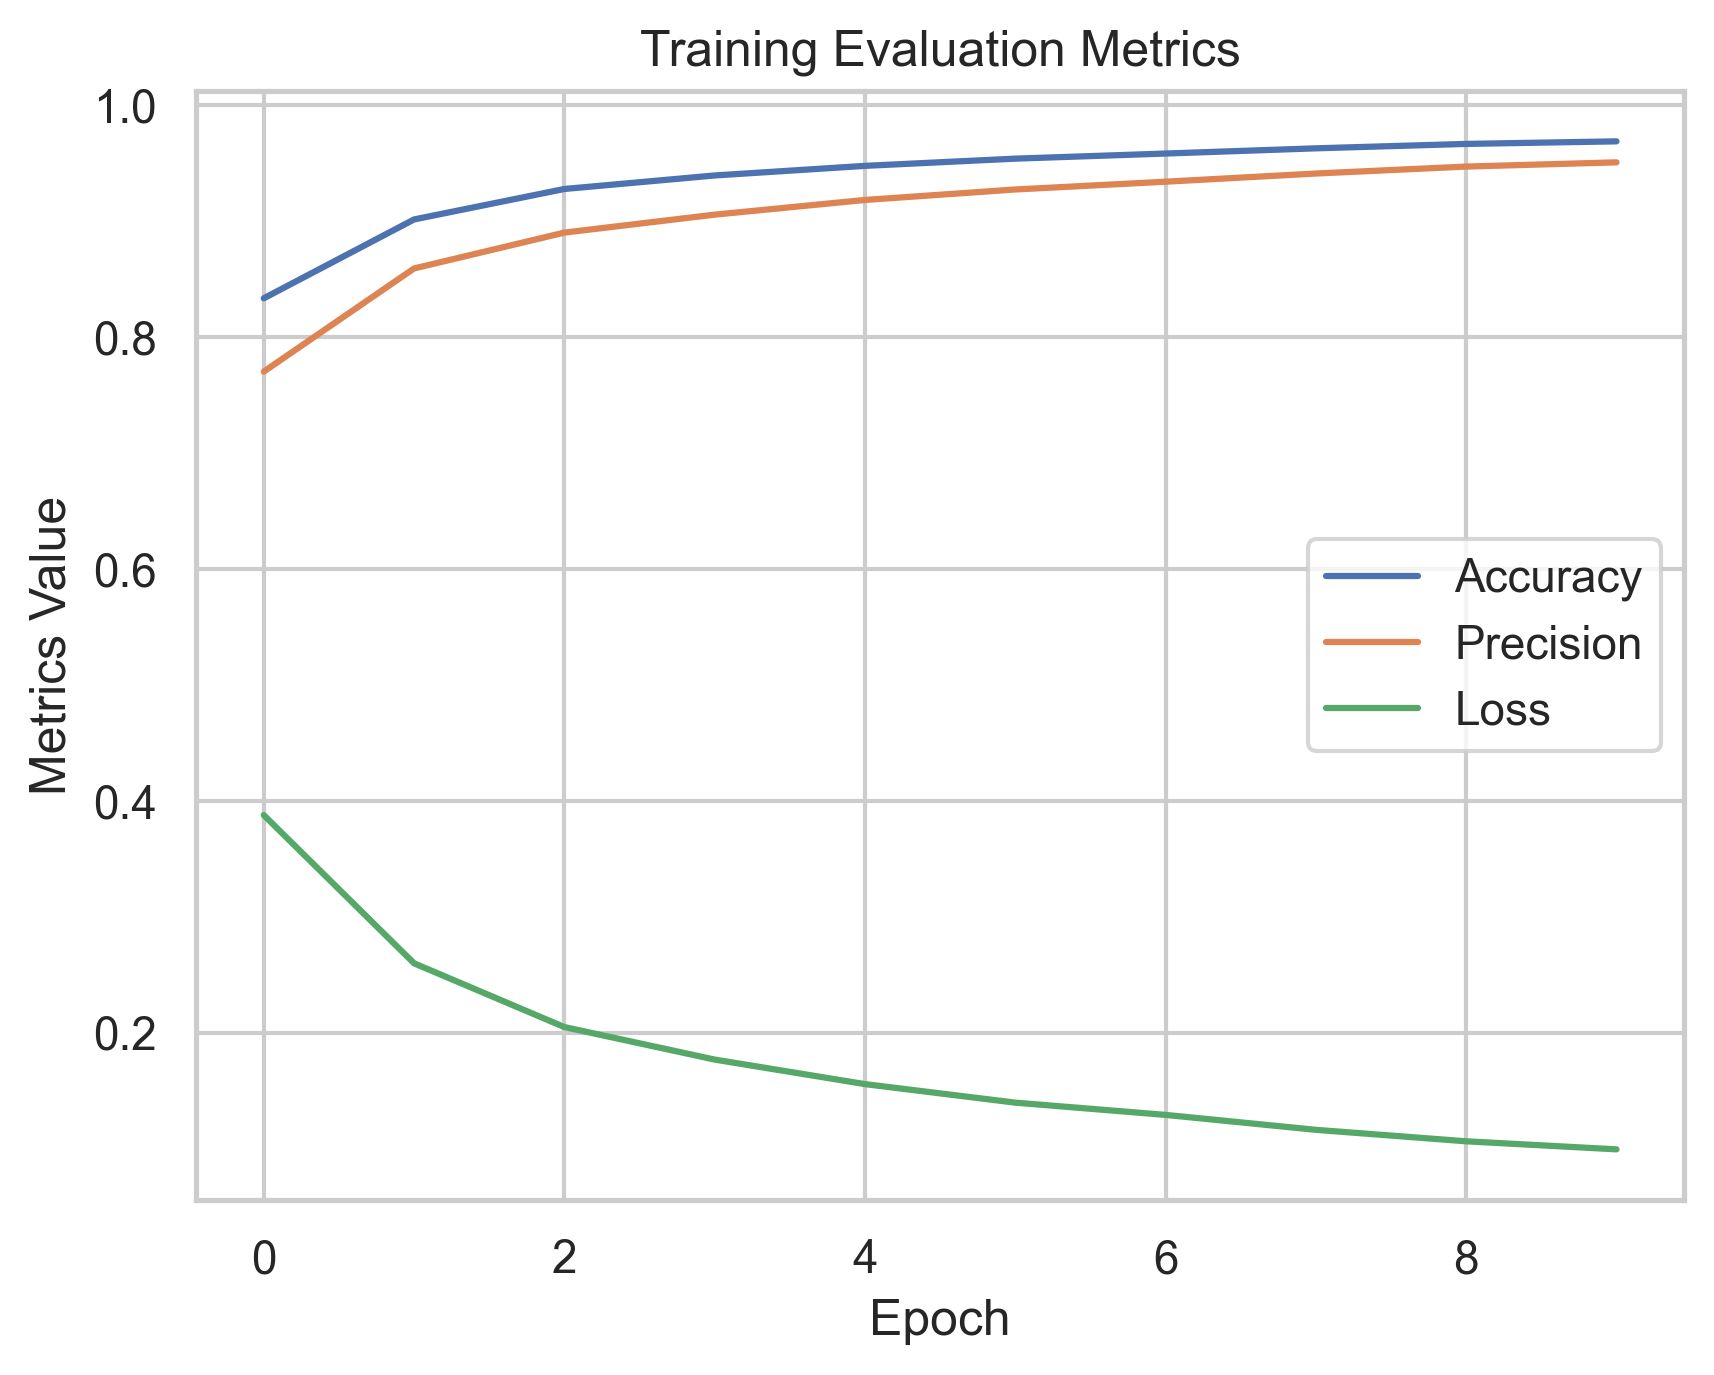 Training Evaluation Metrics
1.0
0.8
0.6
0.4
0.2
Metrics Value
Accuracy
Precision
Loss
0 2 4 6 8
Epoch